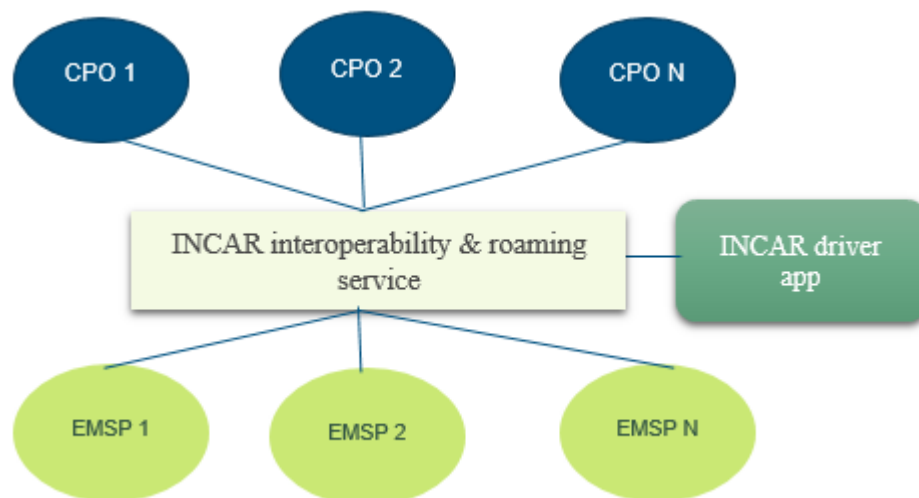 CPO 1
CPO 2
CPO N
INCAR interoperability & roaming
service
INCAR driver
app
EMSP 1
EMSP 2
EMSP N